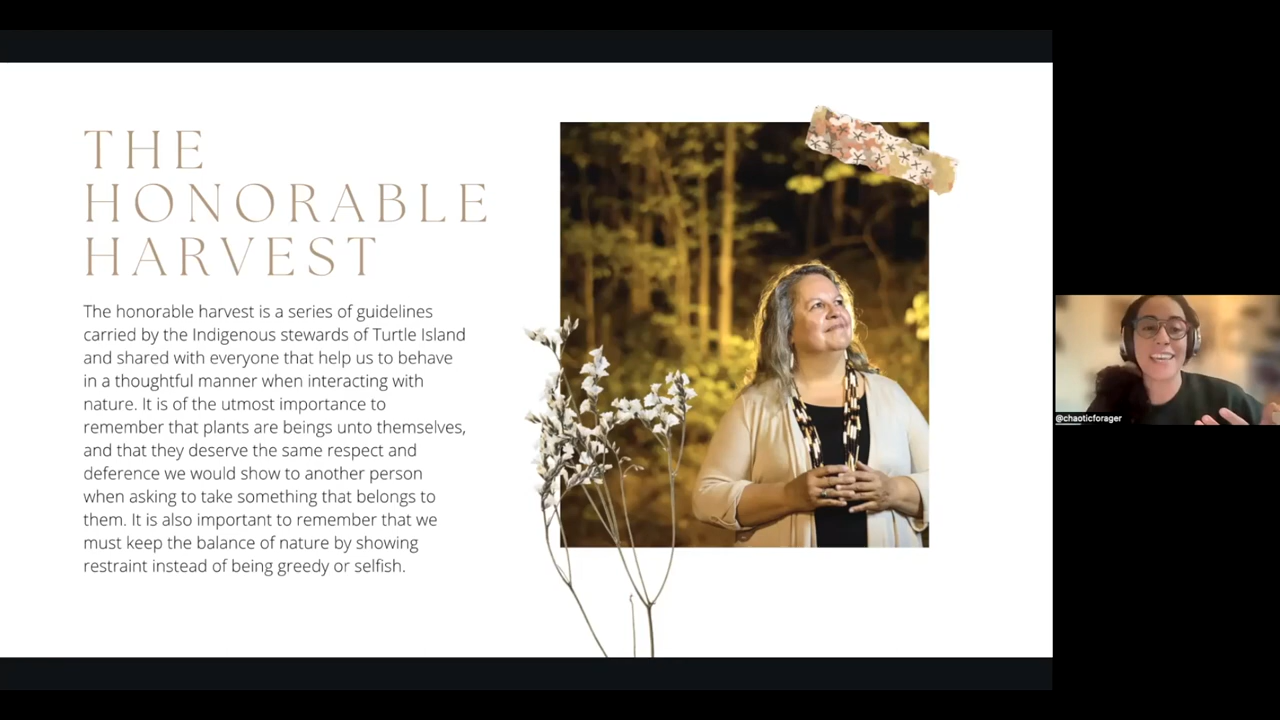 THE
HONORABLE
HARVEST
The honorable harvest is a series of guidelines
carried by the Indigenous stewards of Turtle Island
and shared with everyone that help us to behave
in a thoughtful manner when interacting with
nature. It is of the utmost importance to
remember that plants are beings unto themselves,
and that they deserve the same respect and
deference we would show to another person
when asking to take something that belongs to
them. It is also important to remember that we
must keep the balance of nature by showing
restraint instead of being greedy or selfish.
@chaoticforager